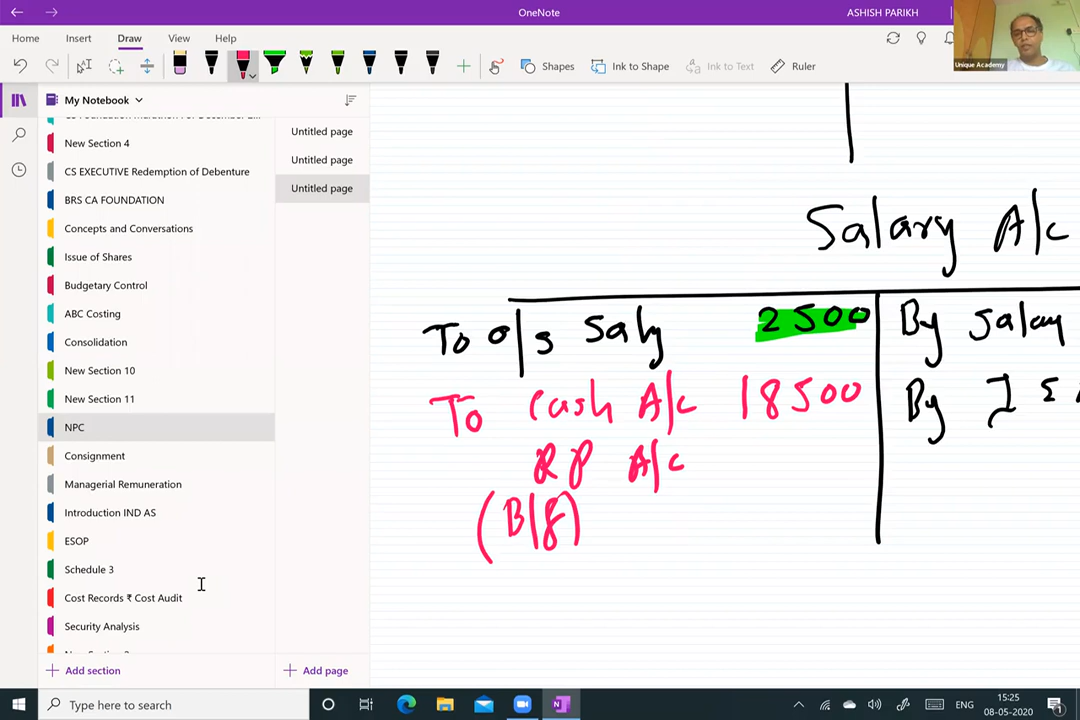 OneNote
ASHISH PARIKH
Unique Academy
Home
Insert
Draw
View
Help
Shapes
Ink to Shape
Ink to Text
Ruler
My Notebook
New Section 4
CS EXECUTIVE Redemption of Debenture
BRS CA FOUNDATION
Concepts and Conversations
Issue of Shares
Budgetary Control
ABC Costing
Consolidation
New Section 10
New Section 11
NPC
Consignment
Managerial Remuneration
Introduction IND AS
ESOP
Schedule 3
Cost Records ₹ Cost Audit
Security Analysis
Add section
Untitled page
Untitled page
Untitled page
Add page
Salary A/c
To o/s Saly 2500 By salary
To Cash A/c 18500 By
RP A/c
(B/f)
Type here to search
ENG
15:25
08-05-2020
1